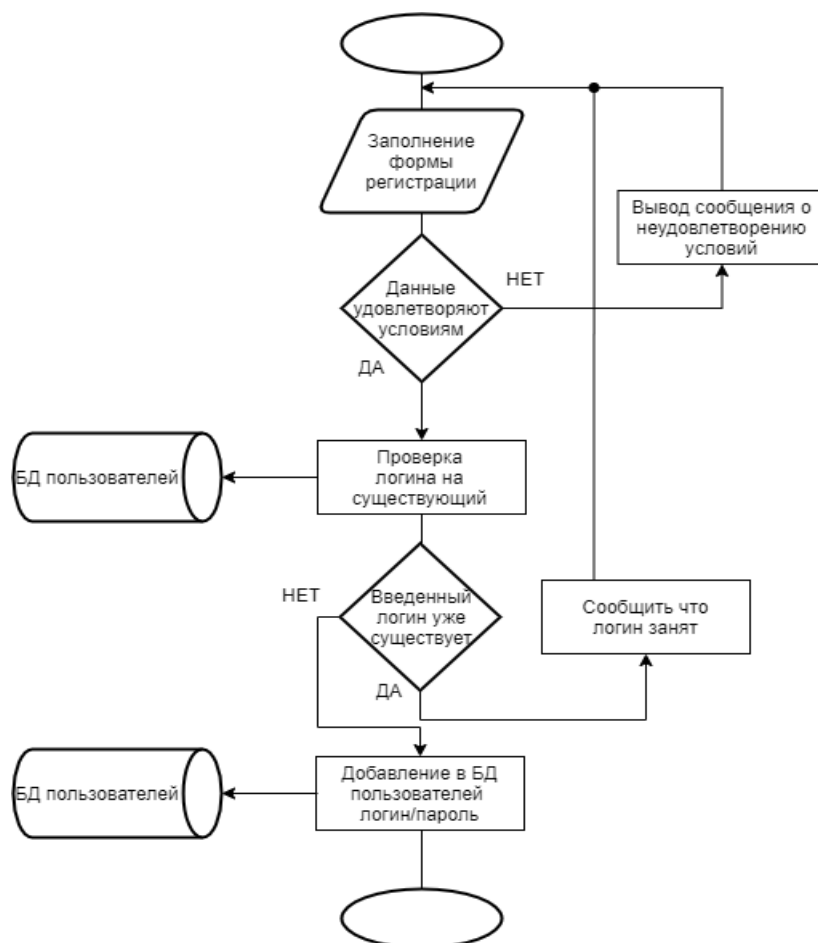 Заполнение
формы
регистрации
Вывод сообщения о
неудовлетворению
условий
Данные
удовлетворяют
условиям
НЕТ
ДА
БД пользователей
Проверка
логина на
существующий
НЕТ
Введенный
логин уже
существует
Сообщить что
логин занят
ДА
БД пользователей
Добавление в БД
пользователей
логин/пароль